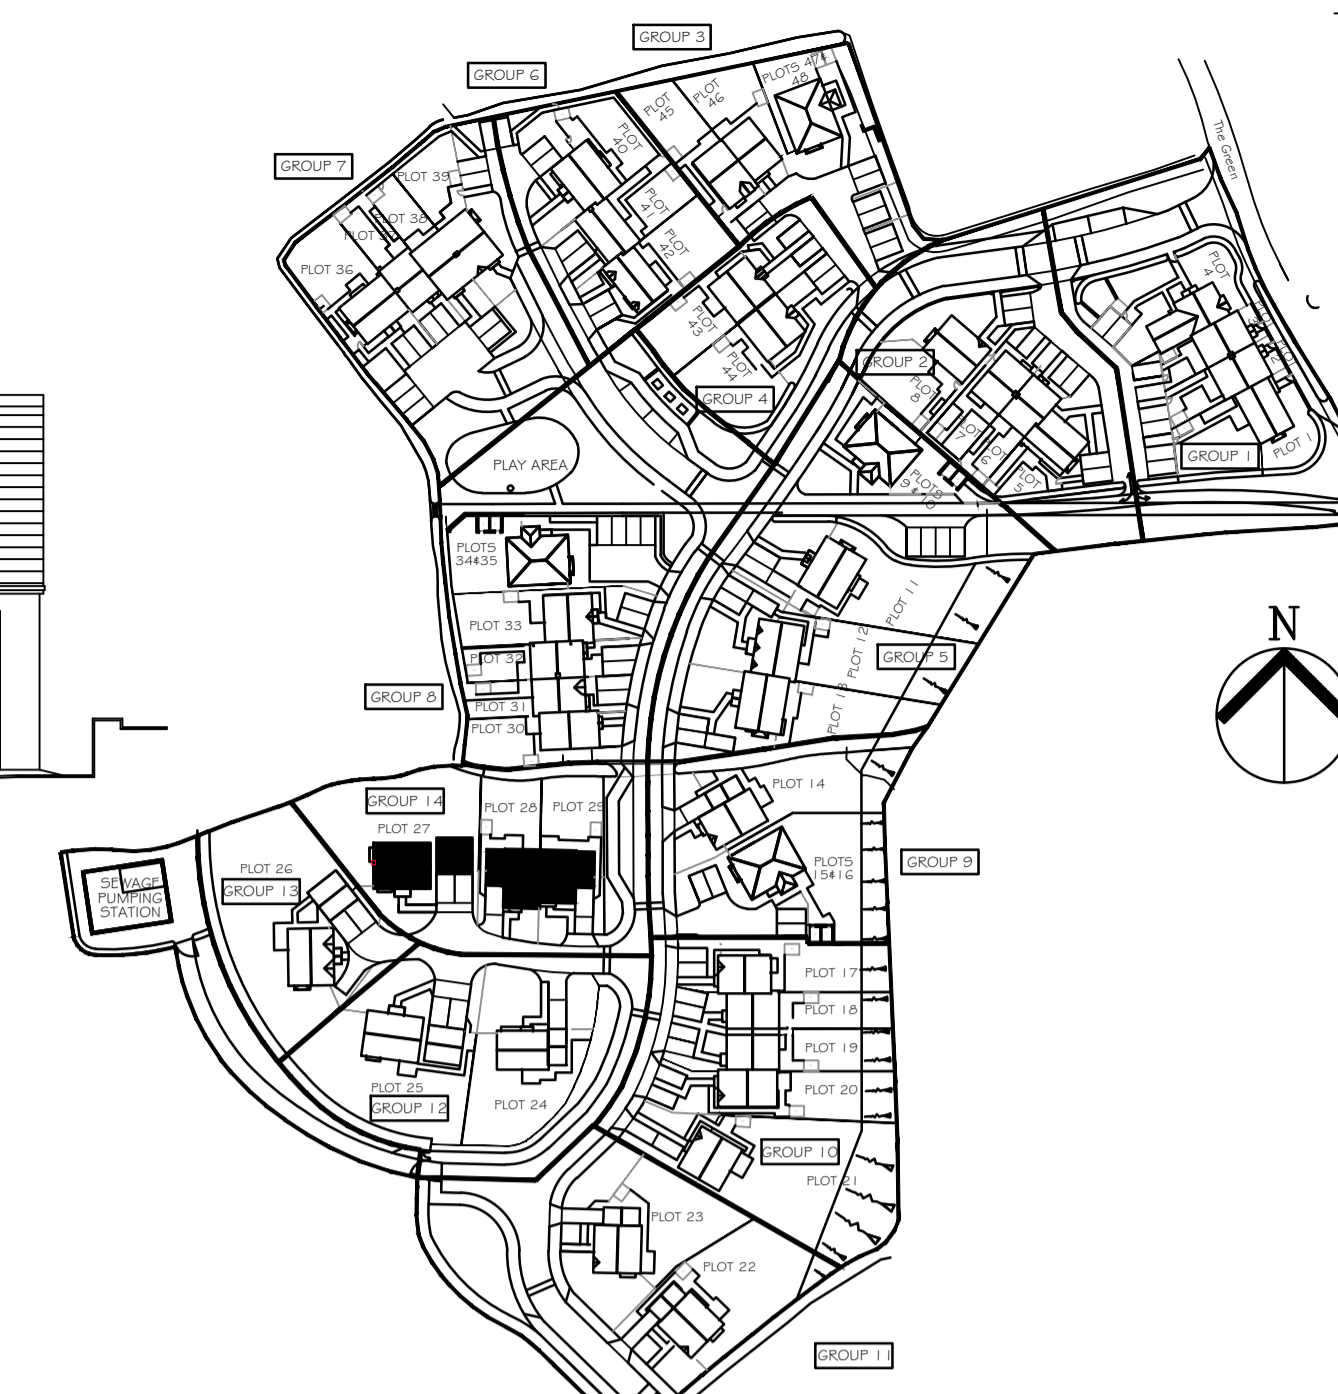 GROUP 3
GROUP 6
PLOTS 47&
48
PLOT
46
PLOT
45
PLOT
40
The Green
GROUP 7
PLOT 39
PLOT 38
PLOT 37
PLOT 36
PLOT
41
PLOT
42
PLOT
43
PLOT
44
GROUP 4
GROUP 2
PLOT
8
PLOT
7
PLOT
6
PLOT
5
PLOT
4
PLOT
3
PLOT
2
PLOT 1
GROUP 1
PLOTS
9&10
PLAY AREA
PLOTS
34&35
PLOT 33
PLOT 32
PLOT 31
PLOT 30
GROUP 8
PLOT 11
PLOT 12
PLOT 13
GROUP 5
N
PLOT 14
PLOTS
15&16
GROUP 9
GROUP 14
PLOT 27
PLOT 28
PLOT 29
PLOT 26
GROUP 13
SEWAGE
PUMPING
STATION
PLOT 17
PLOT 18
PLOT 19
PLOT 20
PLOT 25
GROUP 12
PLOT 24
GROUP 10
PLOT 21
PLOT 23
PLOT 22
GROUP 11